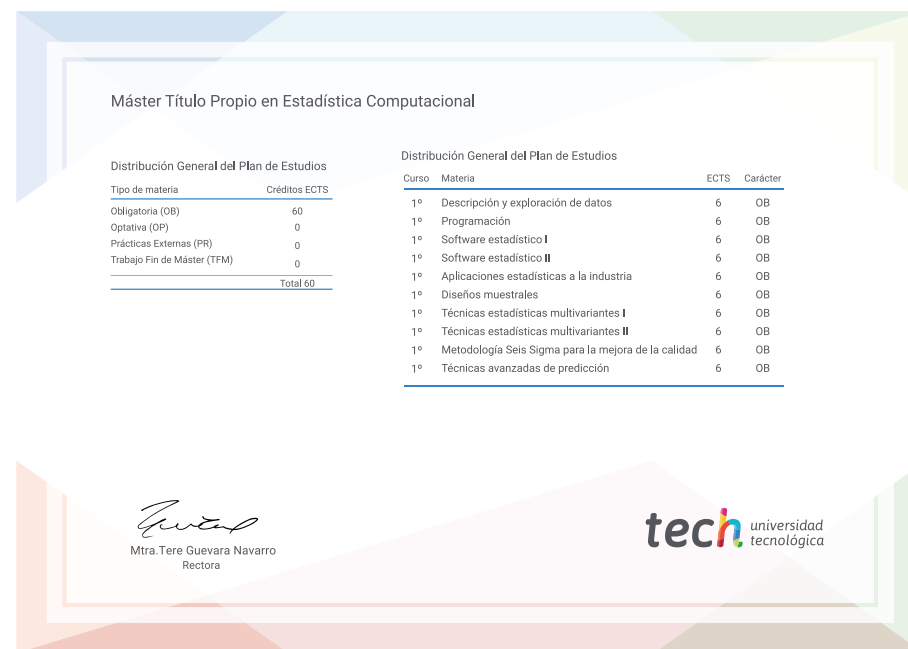 Máster Título Propio en Estadística Computacional
Distribución General del Plan de Estudios
Tipo de materia Créditos ECTS
Obligatoria (OB) 60
Optativa (OP) 0
Prácticas Externas (PR) 0
Trabajo Fin de Máster (TFM) 0
Total 60
Distribución General del Plan de Estudios
Curso Materia ECTS Carácter
1º Descripción y exploración de datos 6 OB
1º Programación 6 OB
1º Software estadístico I 6 OB
1º Software estadístico II 6 OB
1º Aplicaciones estadísticas a la industria 6 OB
1º Diseños muestrales 6 OB
1º Técnicas estadísticas multivariantes I 6 OB
1º Técnicas estadísticas multivariantes II 6 OB
1º Metodología Seis Sigma para la mejora de la calidad 6 OB
1º Técnicas avanzadas de predicción 6 OB
Mtra.Tere Guevara Navarro
Rectora
tech universidad
tecnológica